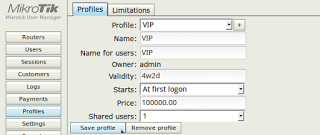 MikroTik
Mikrotik User Manager
Routers
Users
Sessions
Customers
Logs
Payments
Profiles
Settings
Profiles Limitations
Profile: VIP +
Name: VIP
Name for users: VIP
Owner: admin
Validity: 4w2d
Starts: At first logon
Price: 100000.00
Shared users: 1
Save profile Remove profile